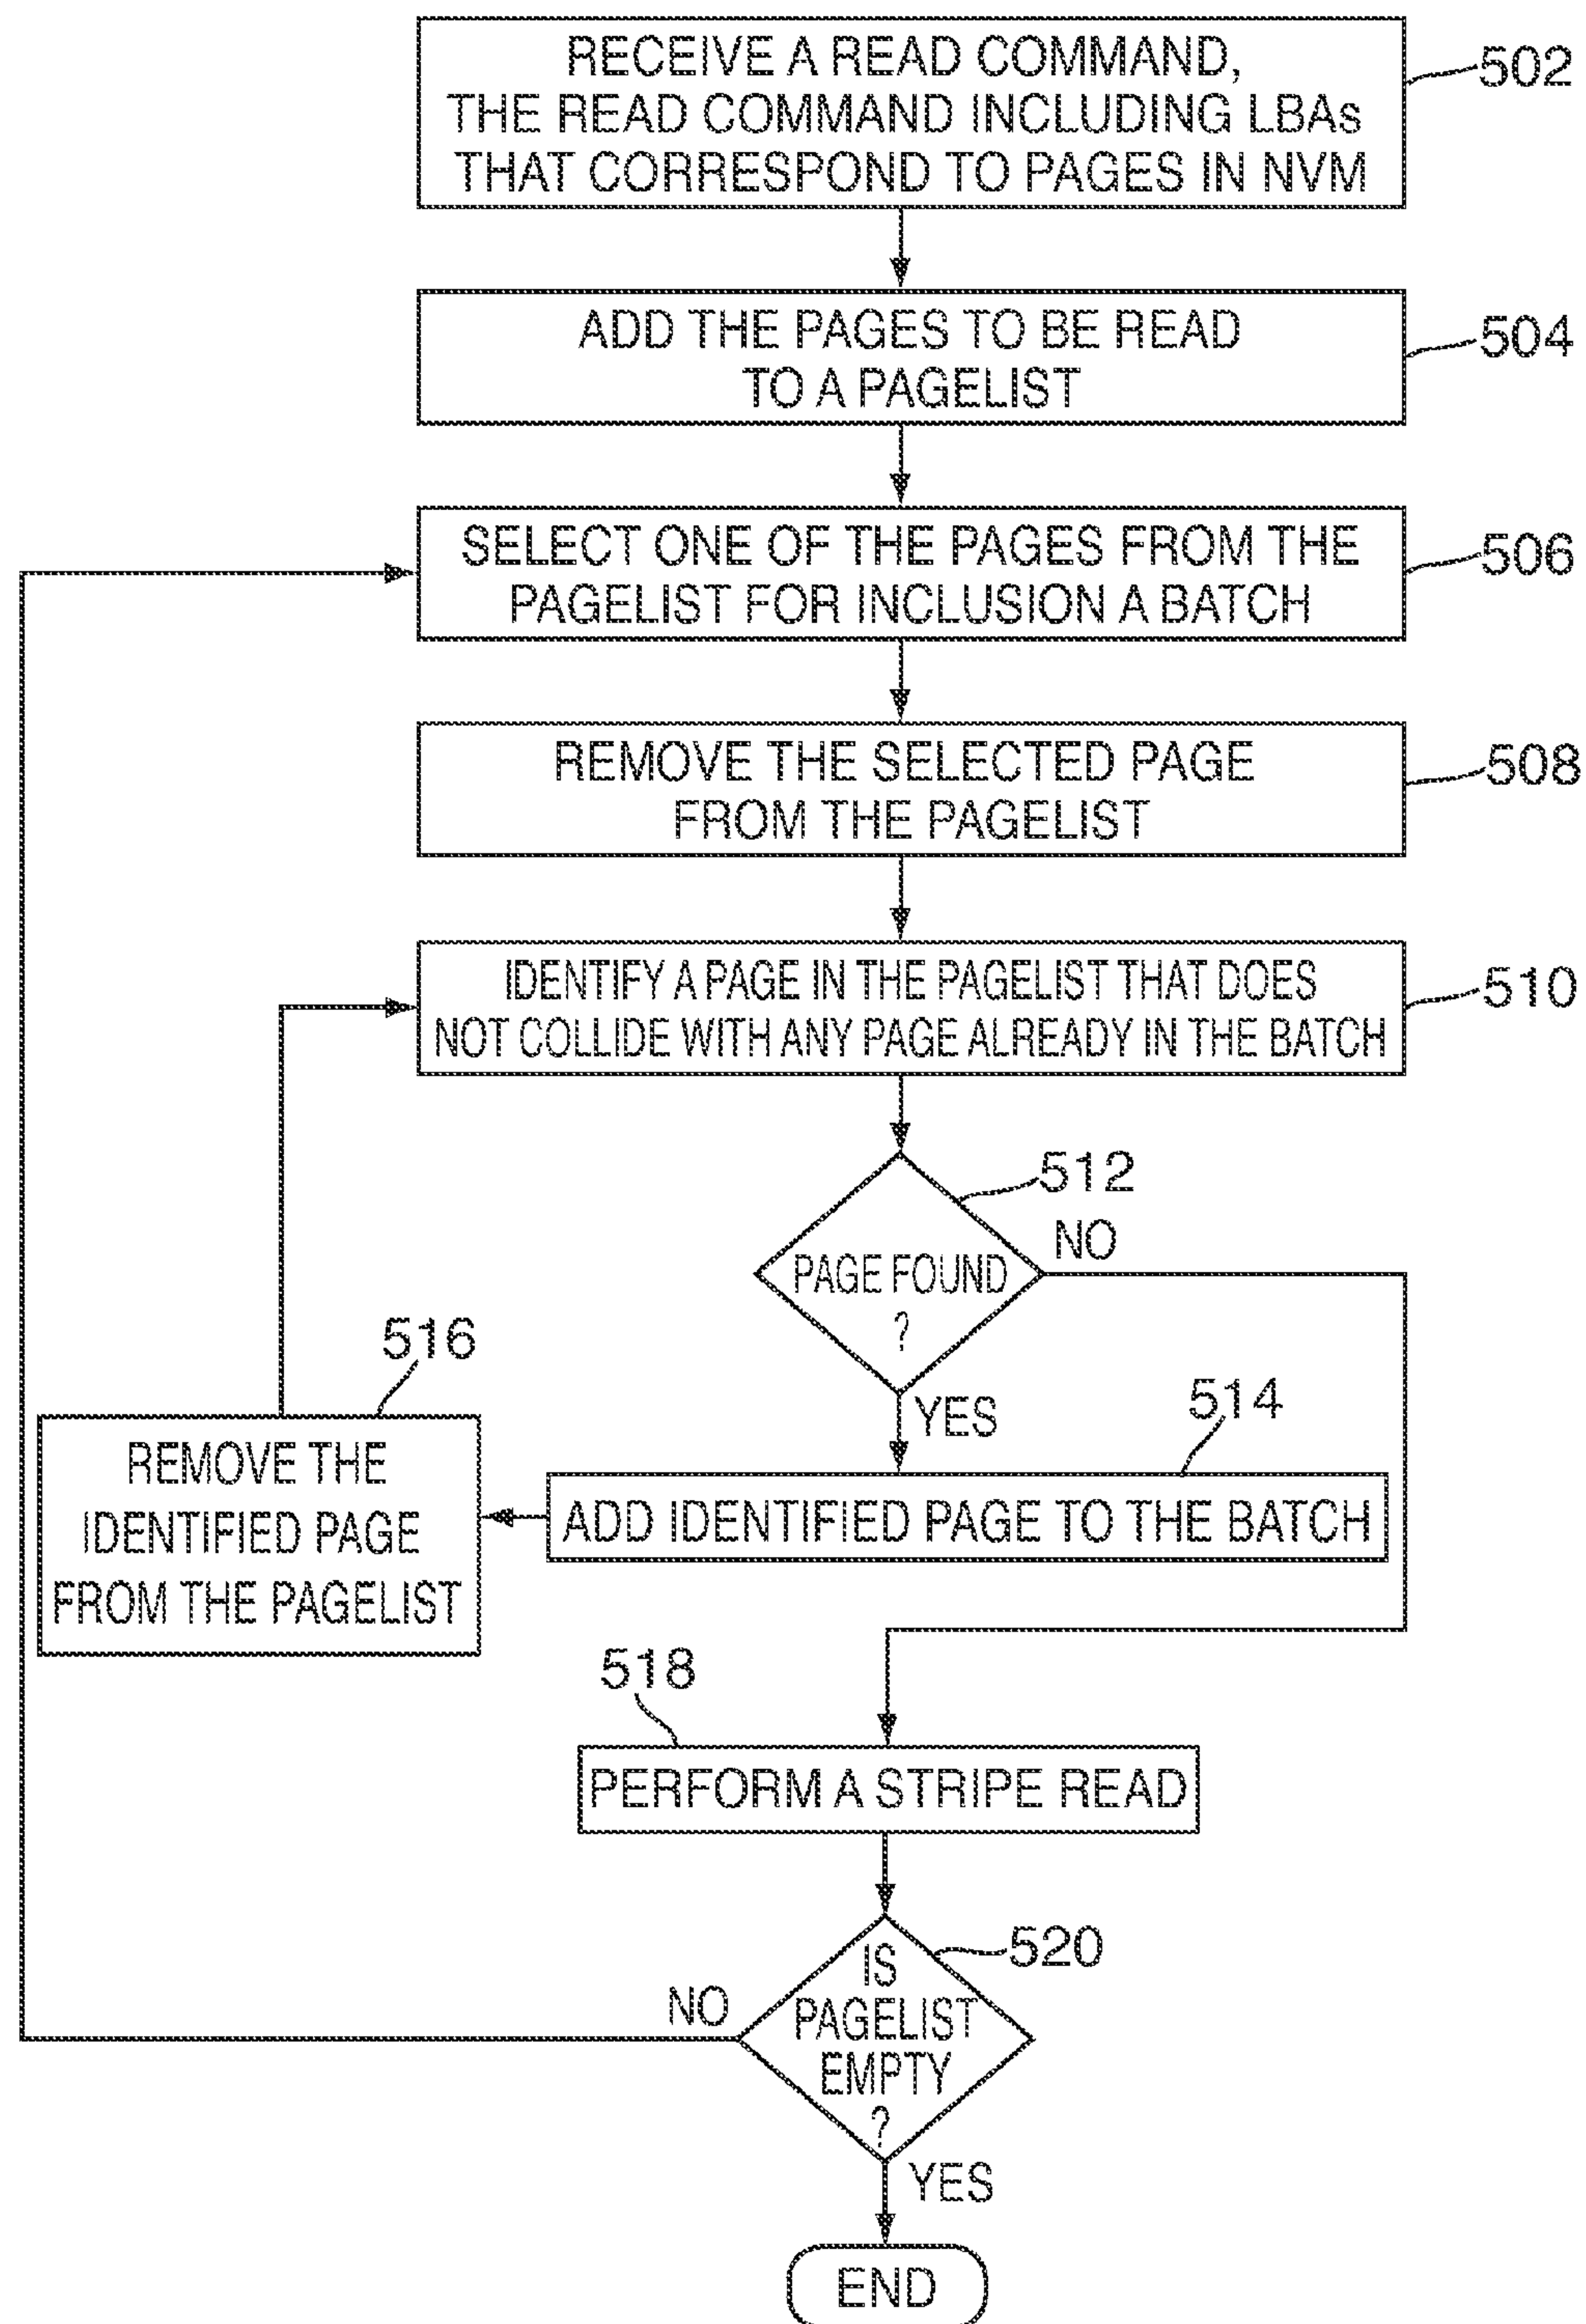 RECEIVE A READ COMMAND,
THE READ COMMAND INCLUDING LBAs
THAT CORRESPOND TO PAGES IN NVM
502
ADD THE PAGES TO BE READ
TO A PAGELIST
504
SELECT ONE OF THE PAGES FROM THE
PAGELIST FOR INCLUSION A BATCH
506
REMOVE THE SELECTED PAGE
FROM THE PAGELIST
508
IDENTIFY A PAGE IN THE PAGELIST THAT DOES
NOT COLLIDE WITH ANY PAGE ALREADY IN THE BATCH
510
512
NO
PAGE FOUND
?
YES
514
ADD IDENTIFIED PAGE TO THE BATCH
516
REMOVE THE
IDENTIFIED PAGE
FROM THE PAGELIST
518
PERFORM A STRIPE READ
520
IS
PAGELIST
EMPTY
?
NO
YES
END